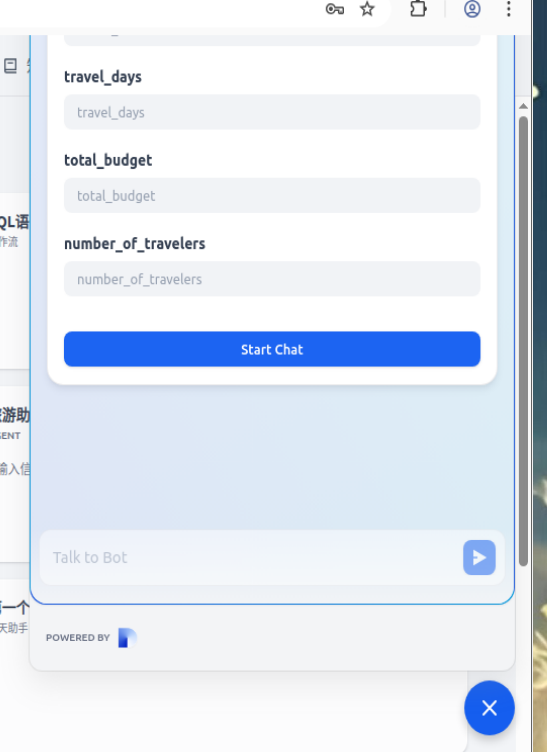 travel_days
travel_days
QL语
作流
total_budget
total_budget
number_of_travelers
number_of_travelers
Start Chat
游助
GENT
输入信
Talk to Bot
一个
天助手
POWERED BY